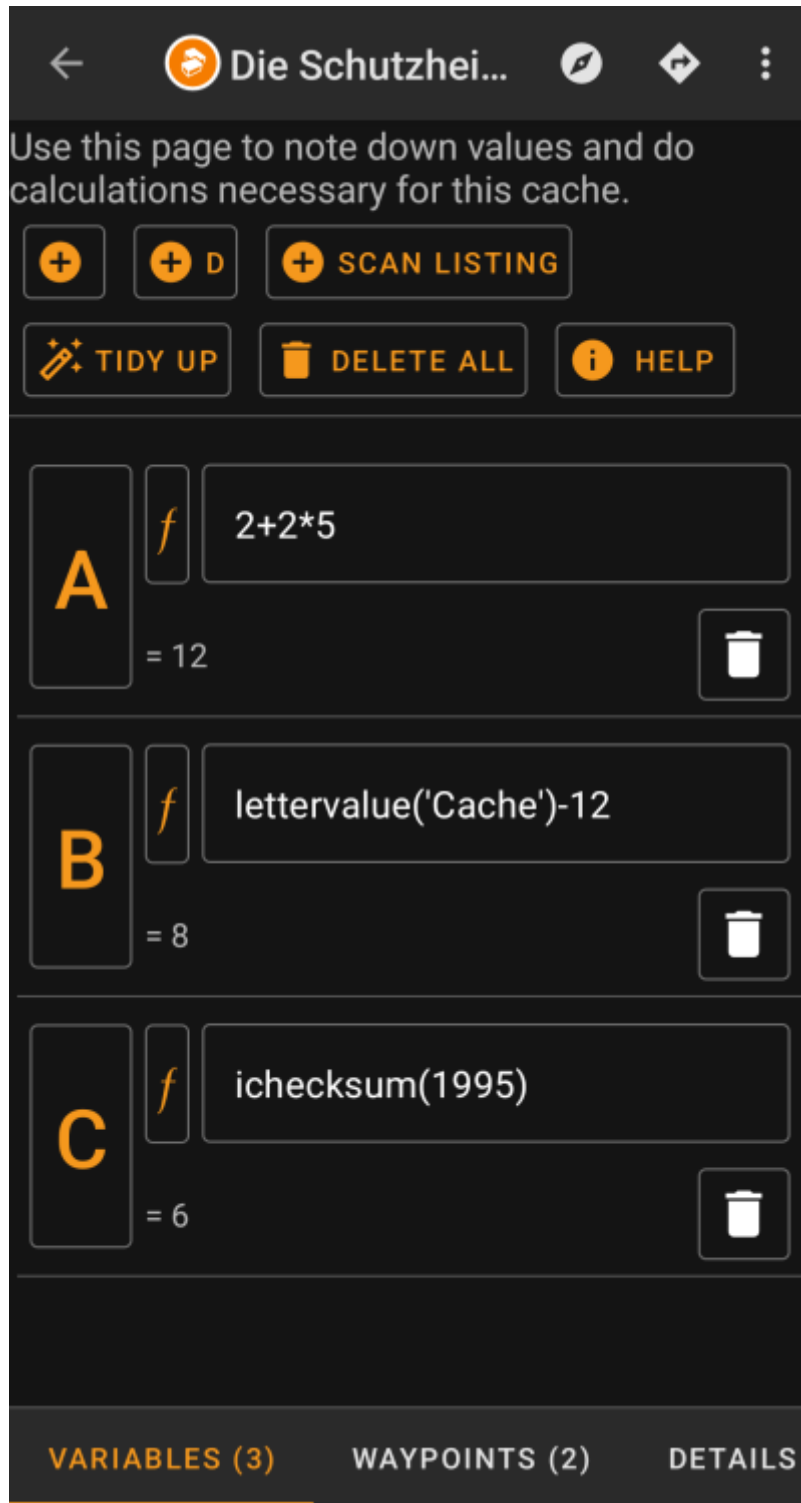 Die Schutzhei...
Use this page to note down values and do
calculations necessary for this cache.
D
SCAN LISTING
TIDY UP
DELETE ALL
HELP
A
f
2+2*5
= 12
B
f
lettervalue('Cache')-12
= 8
C
f
ichecksum(1995)
= 6
VARIABLES (3)
WAYPOINTS (2)
DETAILS